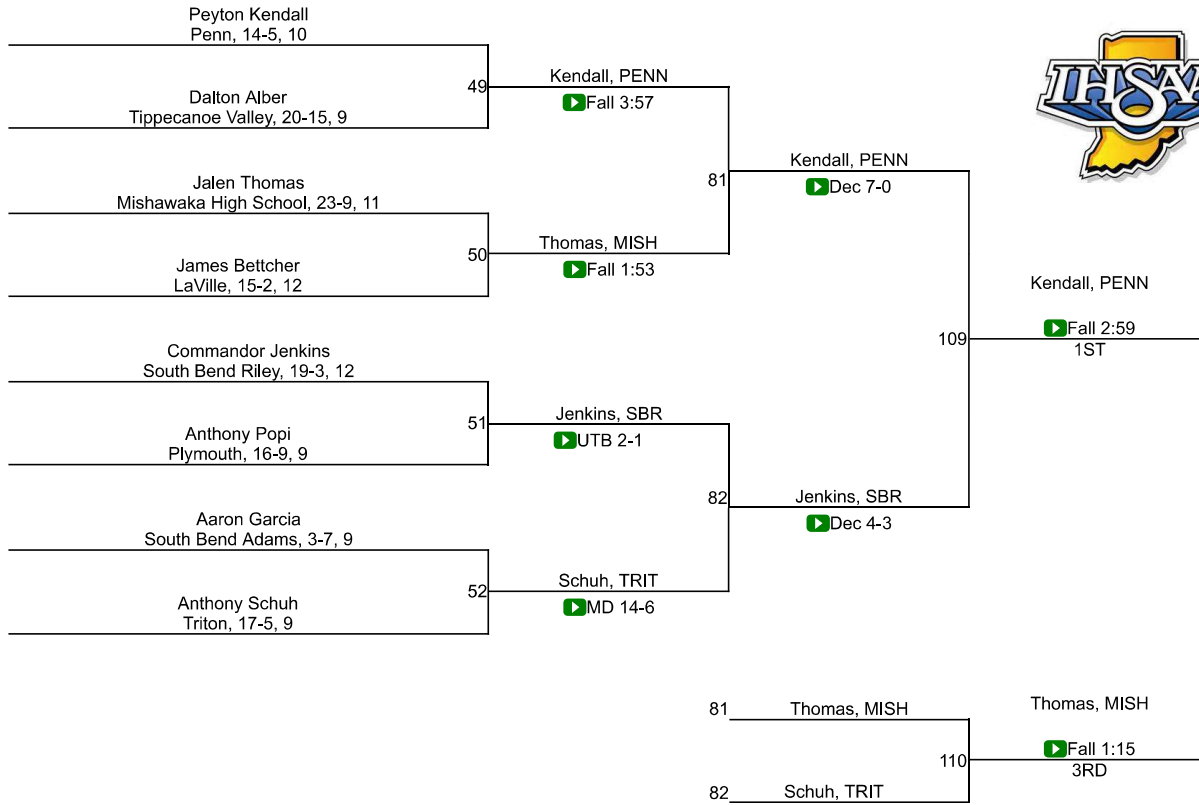 Peyton Kendall
Penn, 14-5, 10
49
Dalton Alber
Tippecanoe Valley, 20-15, 9
Kendall, PENN
Fall 3:57
Jalen Thomas
Mishawaka High School, 23-9, 11
50
James Bettcher
LaVille, 15-2, 12
Thomas, MISH
Fall 1:53
81
Kendall, PENN
Dec 7-0
Commandor Jenkins
South Bend Riley, 19-3, 12
51
Anthony Popi
Plymouth, 16-9, 9
Jenkins, SBR
UTB 2-1
Aaron Garcia
South Bend Adams, 3-7, 9
52
Anthony Schuh
Triton, 17-5, 9
Schuh, TRIT
MD 14-6
82
Jenkins, SBR
Dec 4-3
109
Kendall, PENN
Fall 2:59
1ST
IHSAA
81
Thomas, MISH
110
82
Schuh, TRIT
Thomas, MISH
Fall 1:15
3RD